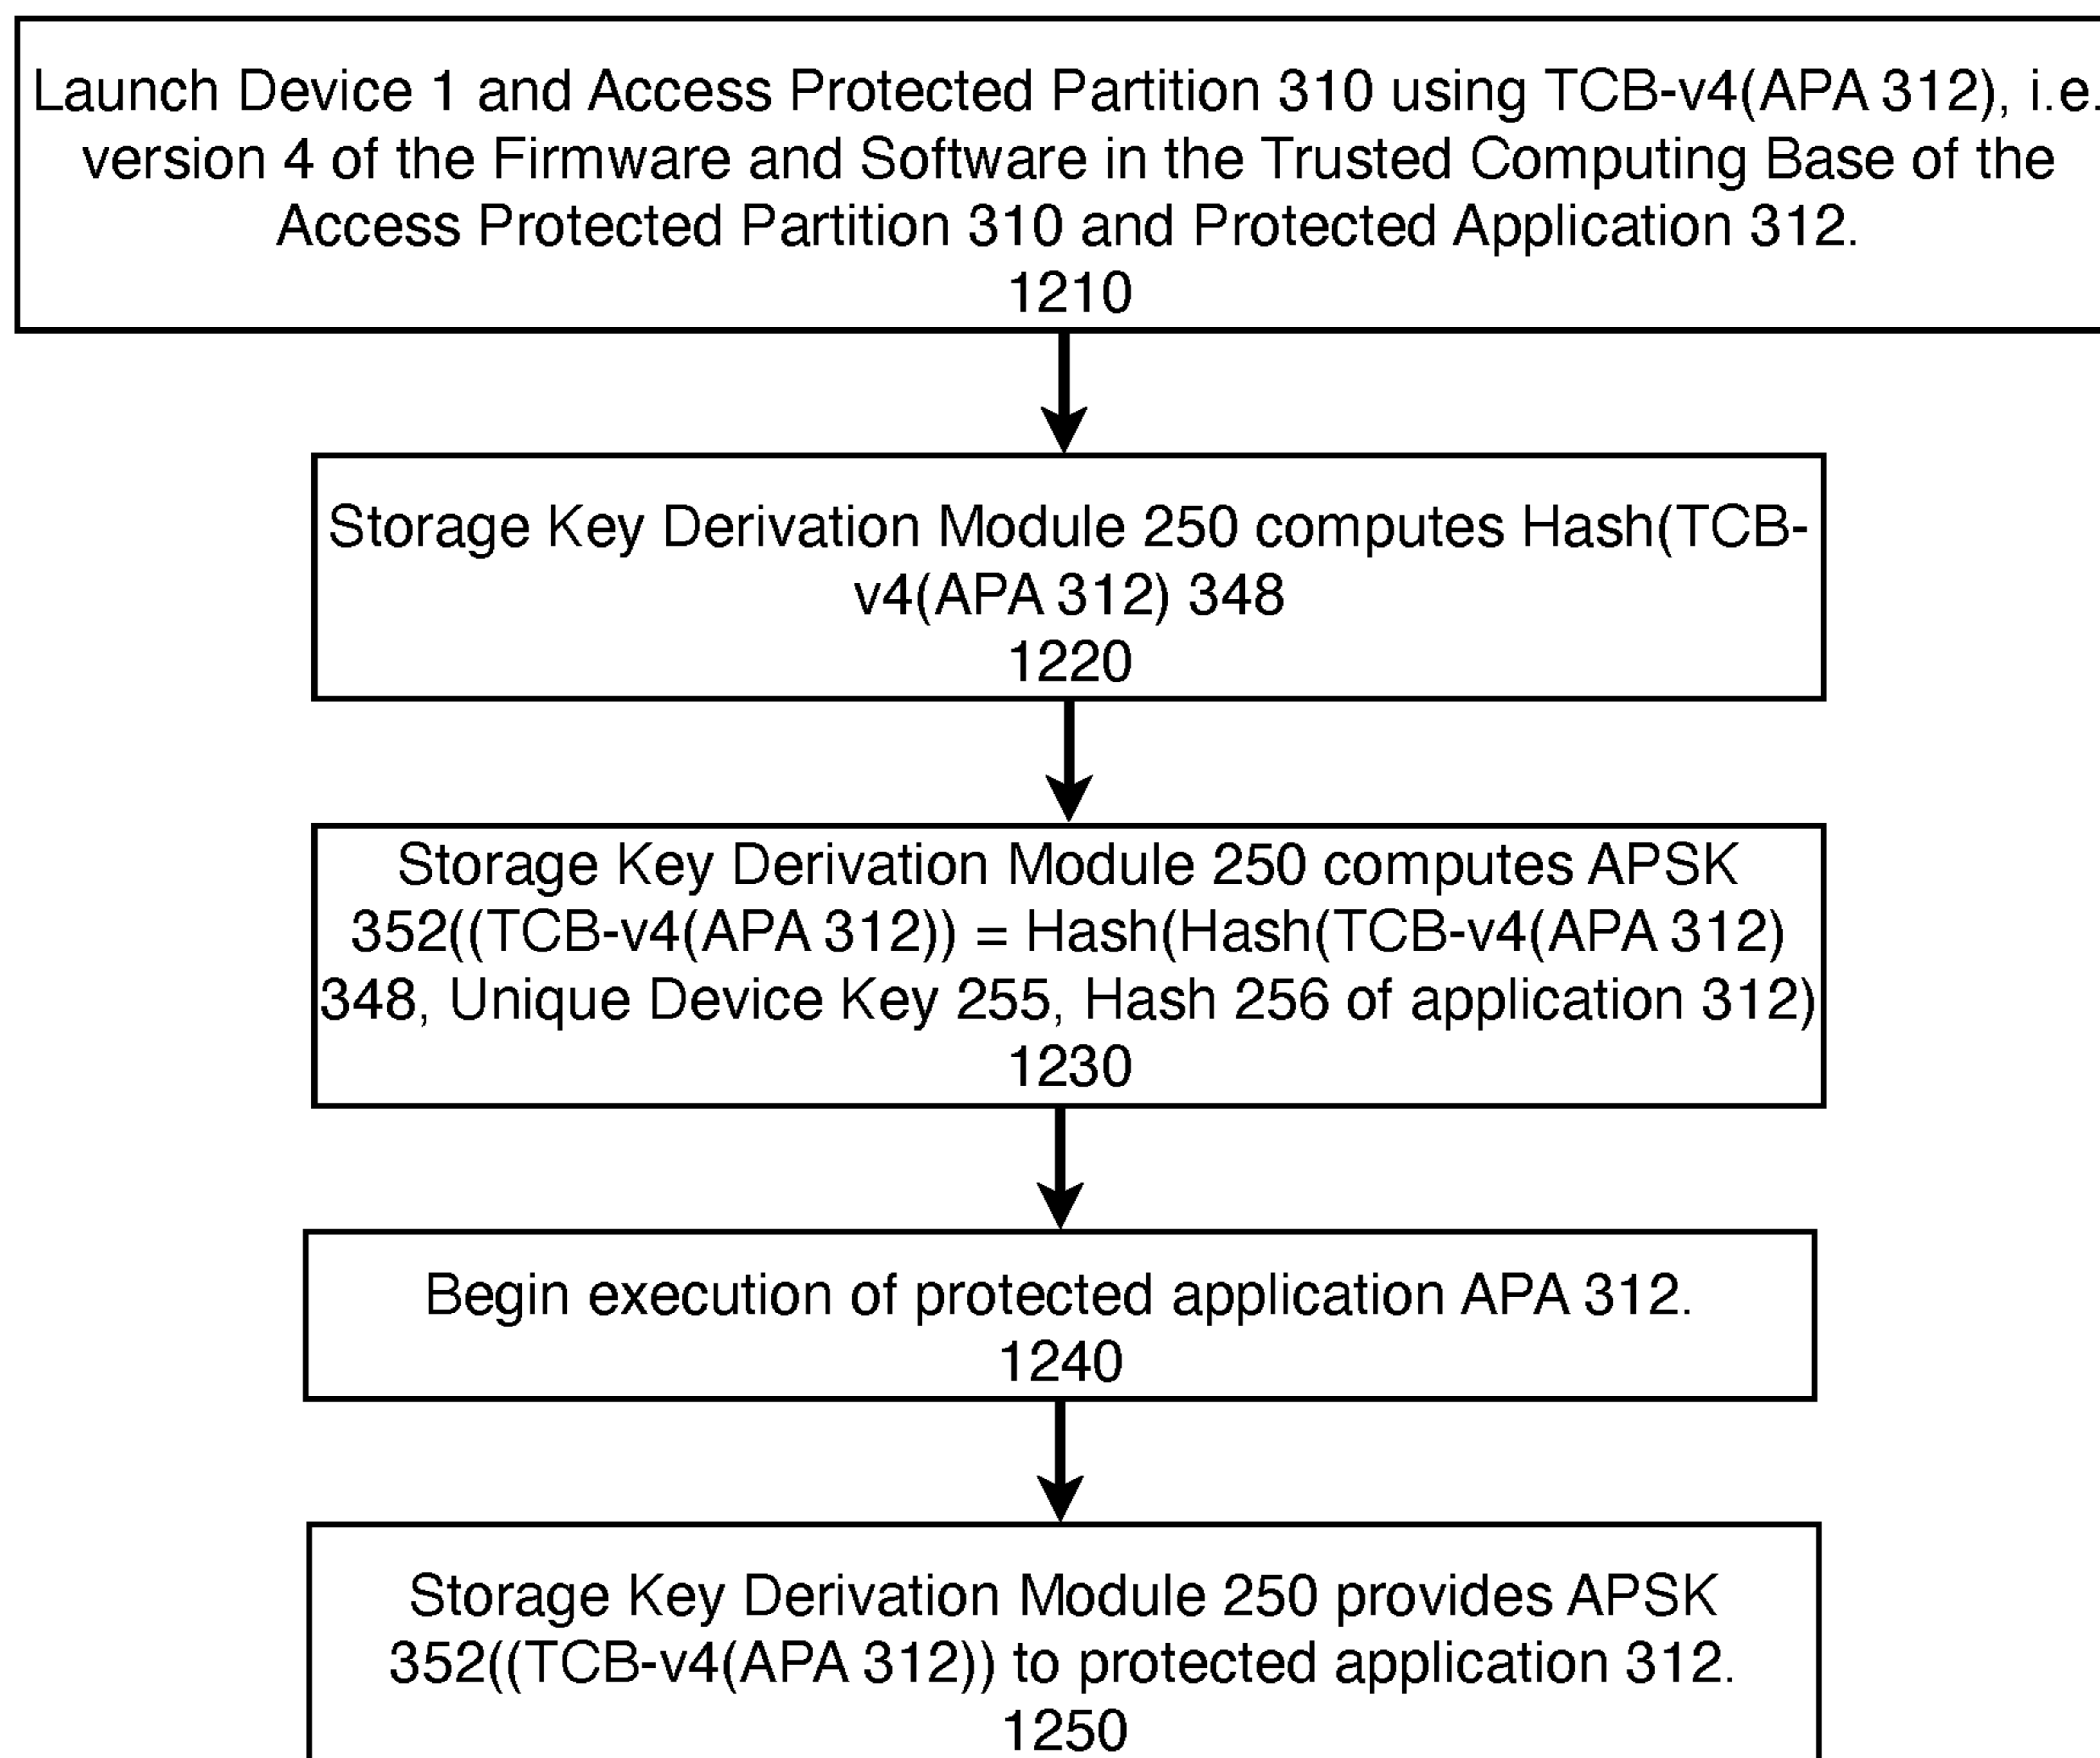 Launch Device 1 and Access Protected Partition 310 using TCB-v4(APA 312), i.e.
version 4 of the Firmware and Software in the Trusted Computing Base of the
Access Protected Partition 310 and Protected Application 312.
1210
Storage Key Derivation Module 250 computes Hash(TCB-
v4(APA 312) 348
1220
Storage Key Derivation Module 250 computes APSK
352((TCB-v4(APA 312)) = Hash(Hash(TCB-v4(APA 312)
348, Unique Device Key 255, Hash 256 of application 312)
1230
Begin execution of protected application APA 312.
1240
Storage Key Derivation Module 250 provides APSK
352((TCB-v4(APA 312)) to protected application 312.
1250